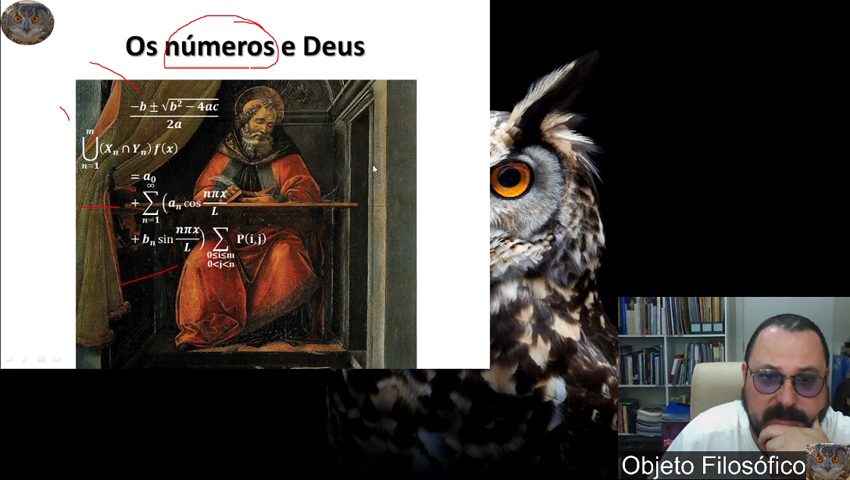 Os números e Deus
−b ± √b² − 4ac
2a
m
⋃(Xₙ ∩ Yₙ) f(x)
n=1
= a₀
∞
+ ∑ (aₙ cos nπx/L
n=1
+ bₙ sin nπx/L) ∑ P(i,j)
0≤i≤m
0<j<n
Objeto Filosófico